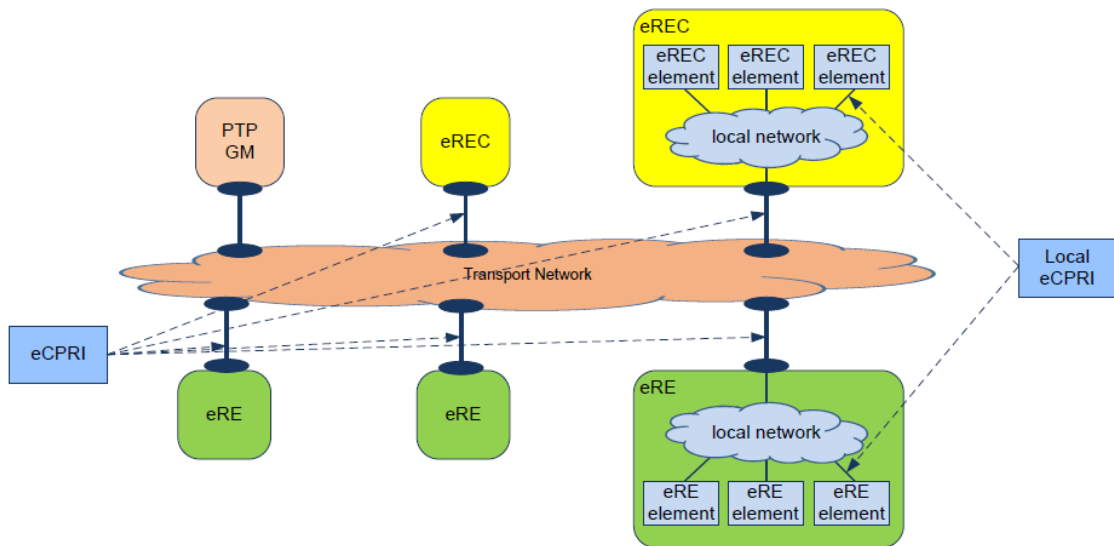 eREC
eREC
element
eREC
element
eREC
element
local network
PTP
GM
eREC
Transport Network
Local
eCPRI
eCPRI
eRE
eRE
eRE
local network
eRE
element
eRE
element
eRE
element